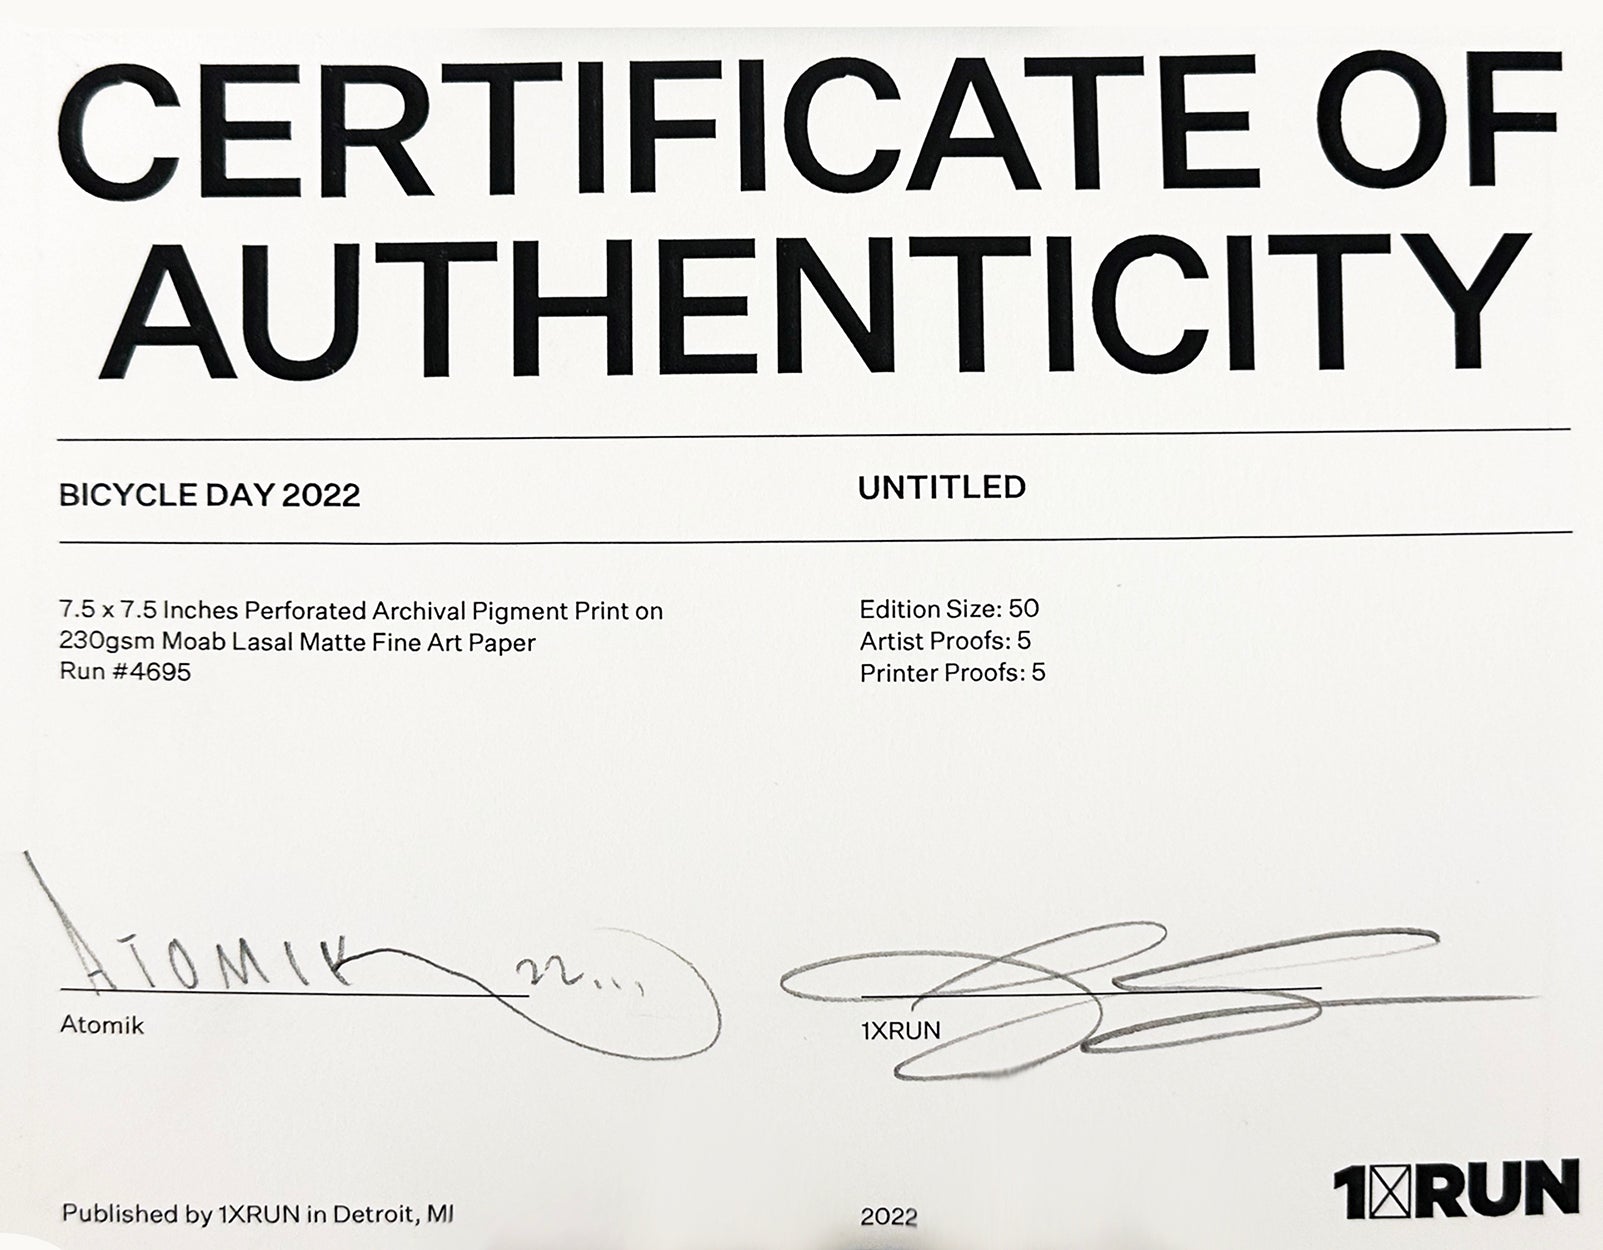 CERTIFICATE OF
AUTHENTICITY
BICYCLE DAY 2022
UNTITLED
7.5 x 7.5 Inches Perforated Archival Pigment Print on
230gsm Moab Lasal Matte Fine Art Paper
Run #4695
Edition Size: 50
Artist Proofs: 5
Printer Proofs: 5
ATOMIK 22...
Atomik
1XRUN
Published by 1XRUN in Detroit, MI
2022
1XRUN